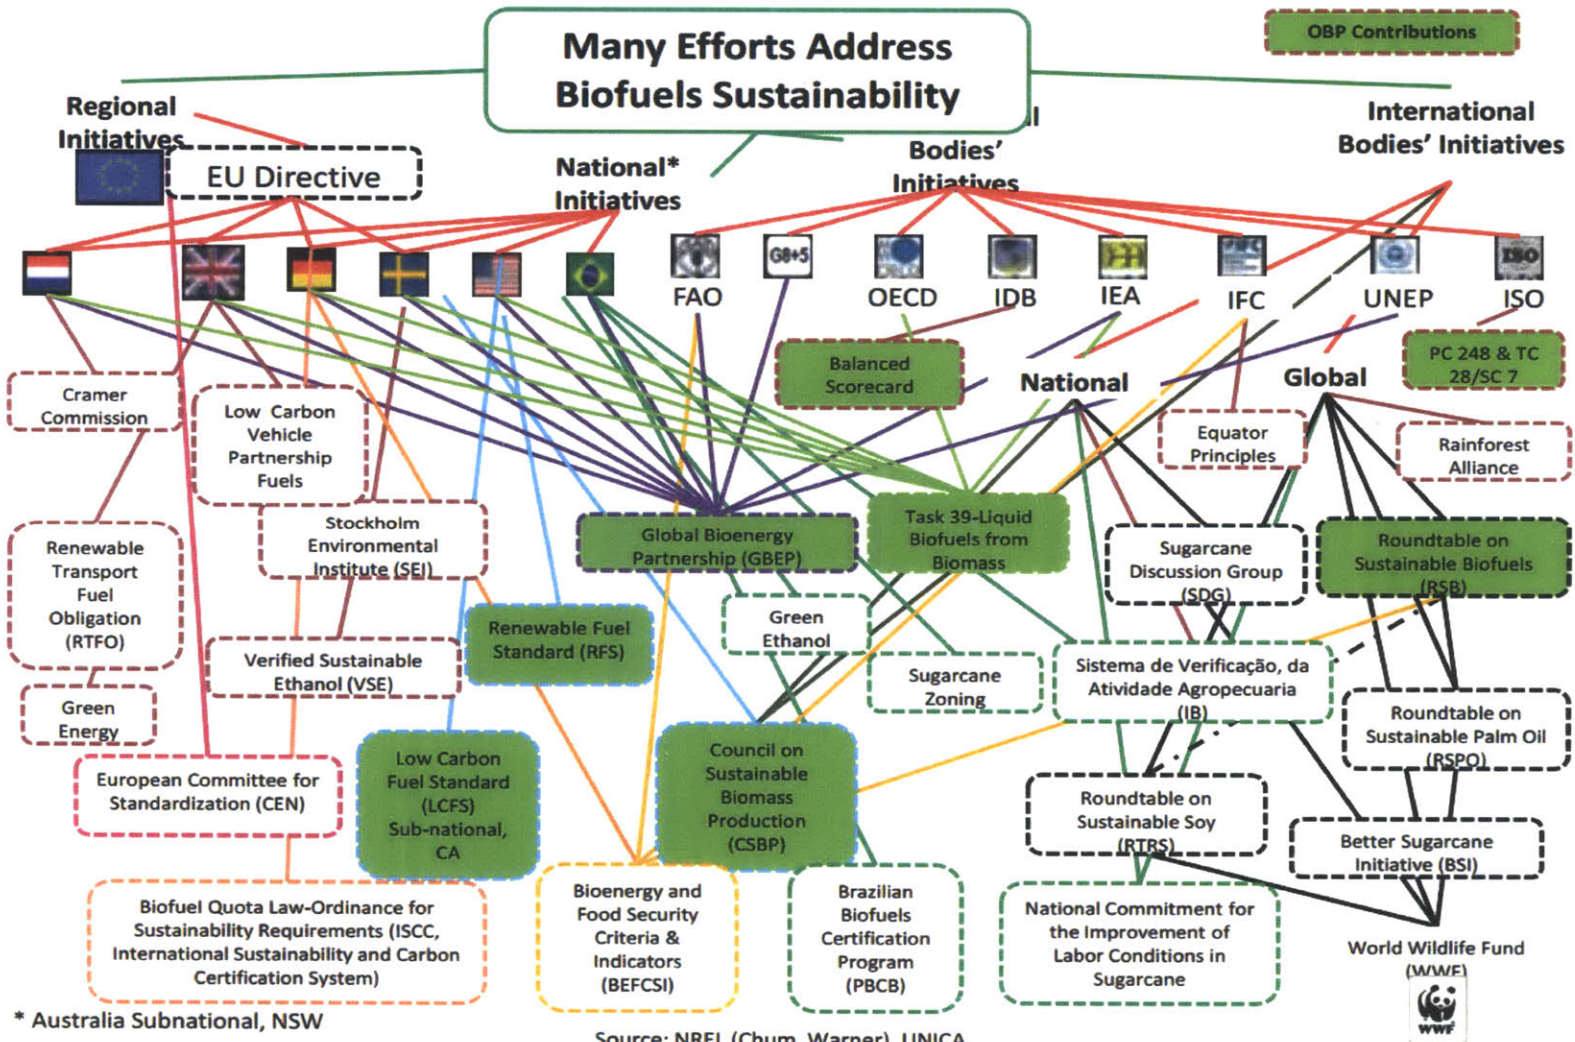 Many Efforts Address
Biofuels Sustainability
OBP Contributions
Regional
Initiatives
EU Directive
National*
Initiatives
Bodies'
Initiatives
International
Bodies' Initiatives
G8+5
ISO
FAO
OECD
IDB
IEA
IFC
UNEP
ISO
Balanced
Scorecard
PC 248 & TC
28/SC 7
National
Global
Cramer
Commission
Low Carbon
Vehicle
Partnership
Fuels
Equator
Principles
Rainforest
Alliance
Renewable
Transport
Fuel
Obligation
(RTFO)
Stockholm
Environmental
Institute (SEI)
Global Bioenergy
Partnership (GBEP)
Task 39-Liquid
Biofuels from
Biomass
Sugarcane
Discussion Group
(SDG)
Roundtable on
Sustainable Biofuels
(RSB)
Verified Sustainable
Ethanol (VSE)
Renewable Fuel
Standard (RFS)
Green
Ethanol
Sugarcane
Zoning
Sistema de Verificação, da
Atividade Agropecuaria
(IB)
Green
Energy
Roundtable on
Sustainable Palm Oil
(RSPO)
European Committee for
Standardization (CEN)
Low Carbon
Fuel Standard
(LCFS)
Sub-national,
CA
Council on
Sustainable
Biomass
Production
(CSBP)
Roundtable on
Sustainable Soy
(RTRS)
Better Sugarcane
Initiative (BSI)
Biofuel Quota Law-Ordinance for
Sustainability Requirements (ISCC,
International Sustainability and Carbon
Certification System)
Bioenergy and
Food Security
Criteria &
Indicators
(BEFCSI)
Brazilian
Biofuels
Certification
Program
(PBCB)
National Commitment for
the Improvement of
Labor Conditions in
Sugarcane
World Wildlife Fund
(WWF)
WWF
* Australia Subnational, NSW
Source: NREL (Chum, Warner), UNICA